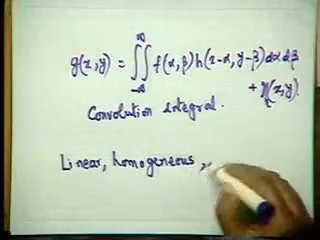 g(x,y) = ∫∫ f(α,β) h(x-α, y-β) dα dβ
∞
-∞
+ η(x,y)
Convolution integral.
Linear, homogeneous,